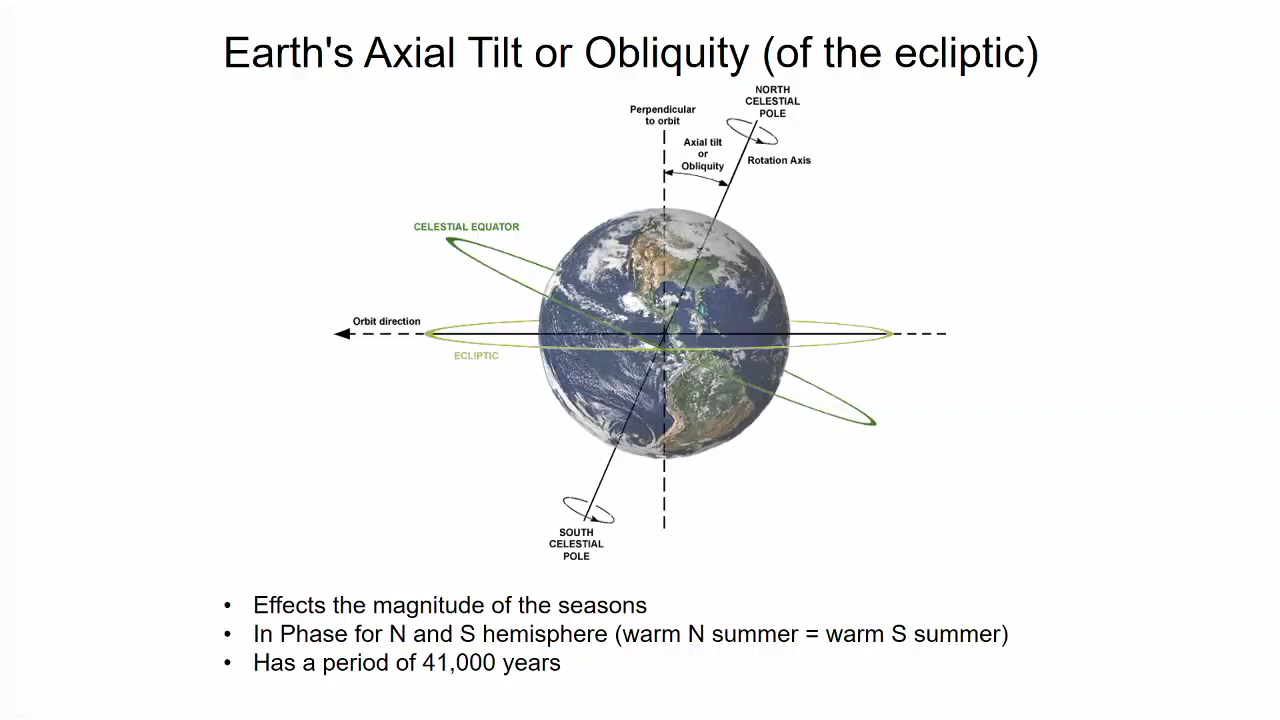 Earth's Axial Tilt or Obliquity (of the ecliptic)
NORTH
CELESTIAL
POLE
Perpendicular
to orbit
Axial tilt
or
Obliquity
Rotation Axis
CELESTIAL EQUATOR
Orbit direction
ECLIPTIC
SOUTH
CELESTIAL
POLE
• Effects the magnitude of the seasons
• In Phase for N and S hemisphere (warm N summer = warm S summer)
• Has a period of 41,000 years